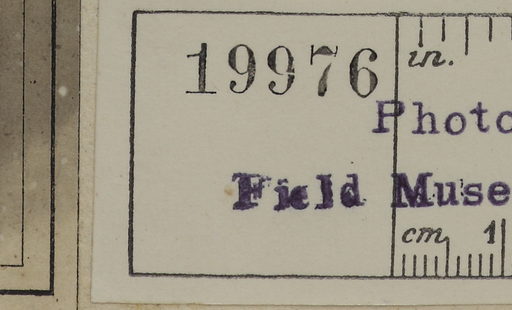 19976
in.
Photo
Field Muse
cm 1